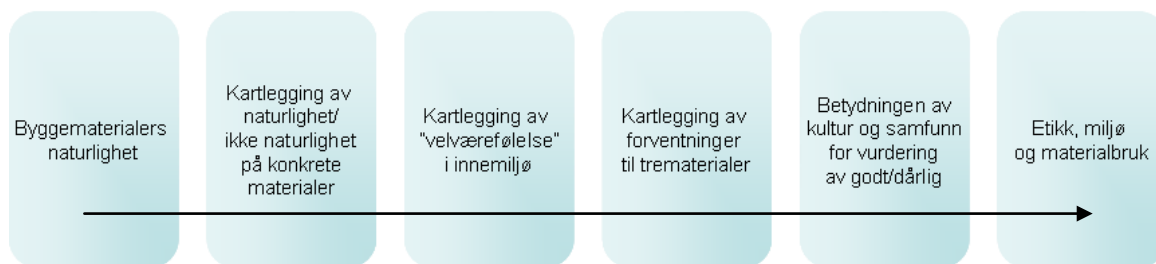 Byggematerialers
naturlighet
Kartlegging av
naturlighet/
ikke naturlighet
på konkrete
materialer
Kartlegging av
"velværefølelse"
i innemiljø
Kartlegging av
forventninger
til trematerialer
Betydningen av
kultur og samfunn
for vurdering
av godt/dårlig
Etikk, miljø
og materialbruk